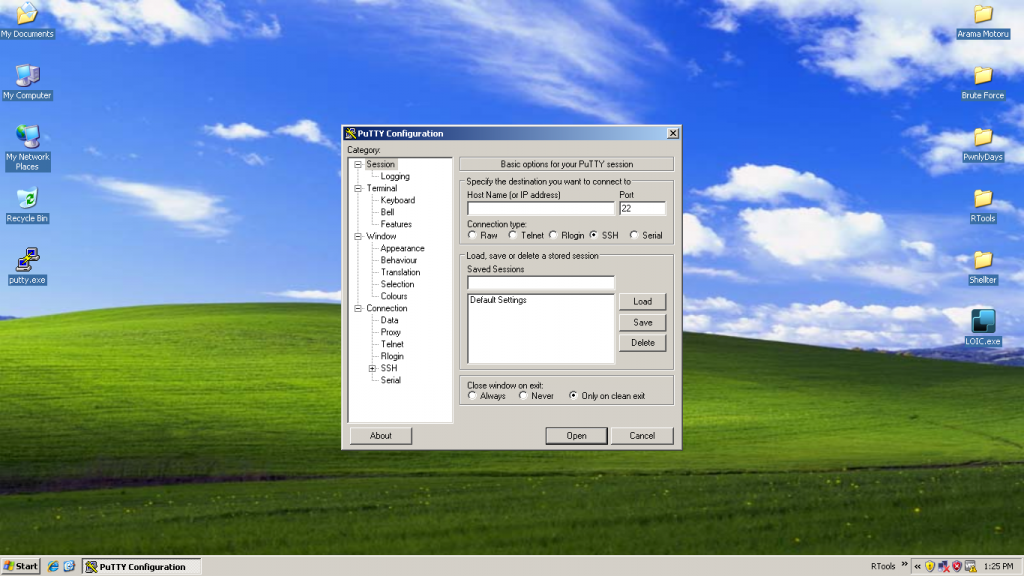 My Documents
My Computer
My Network
Places
Recycle Bin
putty.exe
Arama Motoru
Brute Force
PwnlyDays
RTools
Shellter
LOIC.exe
PuTTY Configuration
Category:
Session
Logging
Terminal
Keyboard
Bell
Features
Window
Appearance
Behaviour
Translation
Selection
Colours
Connection
Data
Proxy
Telnet
Rlogin
SSH
Serial
Basic options for your PuTTY session
Specify the destination you want to connect to
Host Name (or IP address) Port
22
Connection type:
Raw Telnet Rlogin SSH Serial
Load, save or delete a stored session
Saved Sessions
Default Settings
Load
Save
Delete
Close window on exit:
Always Never Only on clean exit
About Open Cancel
Start PuTTY Configuration RTools 1:25 PM